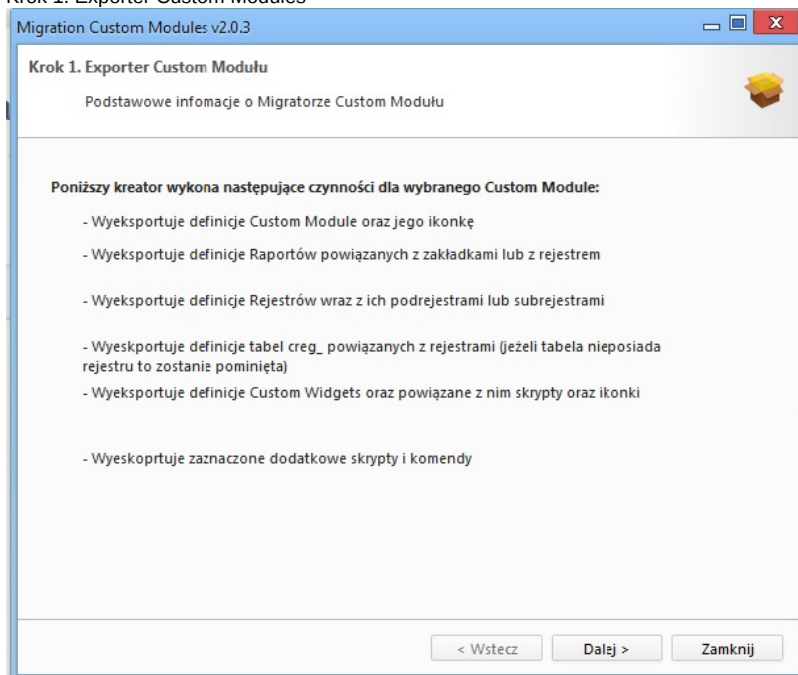 Krok 1. Exporter Custom Modules
Migration Custom Modules v2.0.3
Krok 1. Exporter Custom Modułu
Podstawowe infomacje o Migratorze Custom Modułu
Poniższy kreator wykona następujące czynności dla wybranego Custom Module:
- Wyeksportuje definicje Custom Module oraz jego ikonkę
- Wyeksportuje definicje Raportów powiązanych z zakładkami lub z rejestrem
- Wyeksportuje definicje Rejestrów wraz z ich podrejestrami lub subrejestrami
- Wyeskportuje definicje tabel creg_ powiązanych z rejestrami (jeżeli tabela nieposiada
rejestru to zostanie pominięta)
- Wyeksportuje definicje Custom Widgets oraz powiązane z nim skrypty oraz ikonki
- Wyeskoprtuje zaznaczone dodatkowe skrypty i komendy
< Wstecz
Dalej >
Zamknij